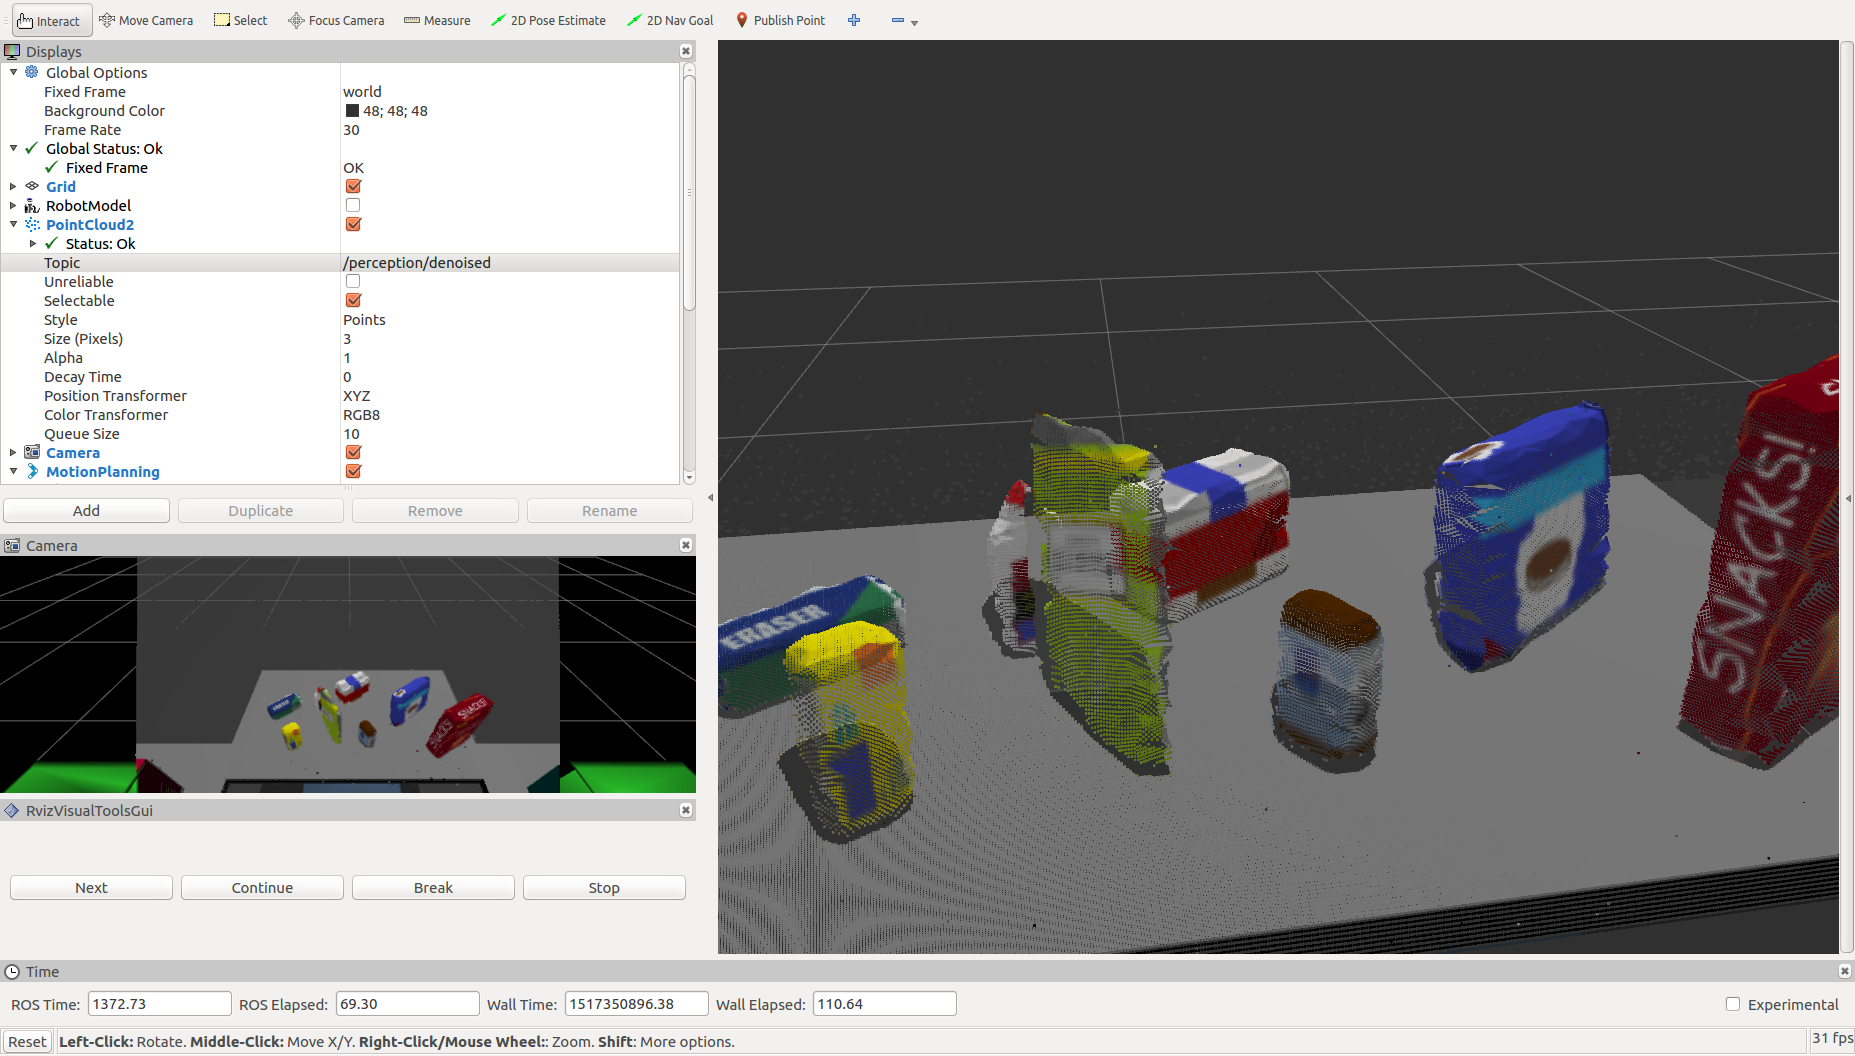 Interact Move Camera Select Focus Camera Measure 2D Pose Estimate 2D Nav Goal Publish Point
Displays
Global Options
Fixed Frame world
Background Color 48; 48; 48
Frame Rate 30
Global Status: Ok
Fixed Frame OK
Grid
RobotModel
PointCloud2
Status: Ok
Topic /perception/denoised
Unreliable
Selectable
Style Points
Size (Pixels) 3
Alpha 1
Decay Time 0
Position Transformer XYZ
Color Transformer RGB8
Queue Size 10
Camera
MotionPlanning
Add Duplicate Remove Rename
Camera
ERASER
SNACKS!
SNACKS!
RvizVisualToolsGui
Next Continue Break Stop
ERASER
SNACKS!
Time
ROS Time: 1372.73 ROS Elapsed: 69.30 Wall Time: 1517350896.38 Wall Elapsed: 110.64 Experimental
Reset Left-Click: Rotate. Middle-Click: Move X/Y. Right-Click/Mouse Wheel:: Zoom. Shift: More options. 31 fps